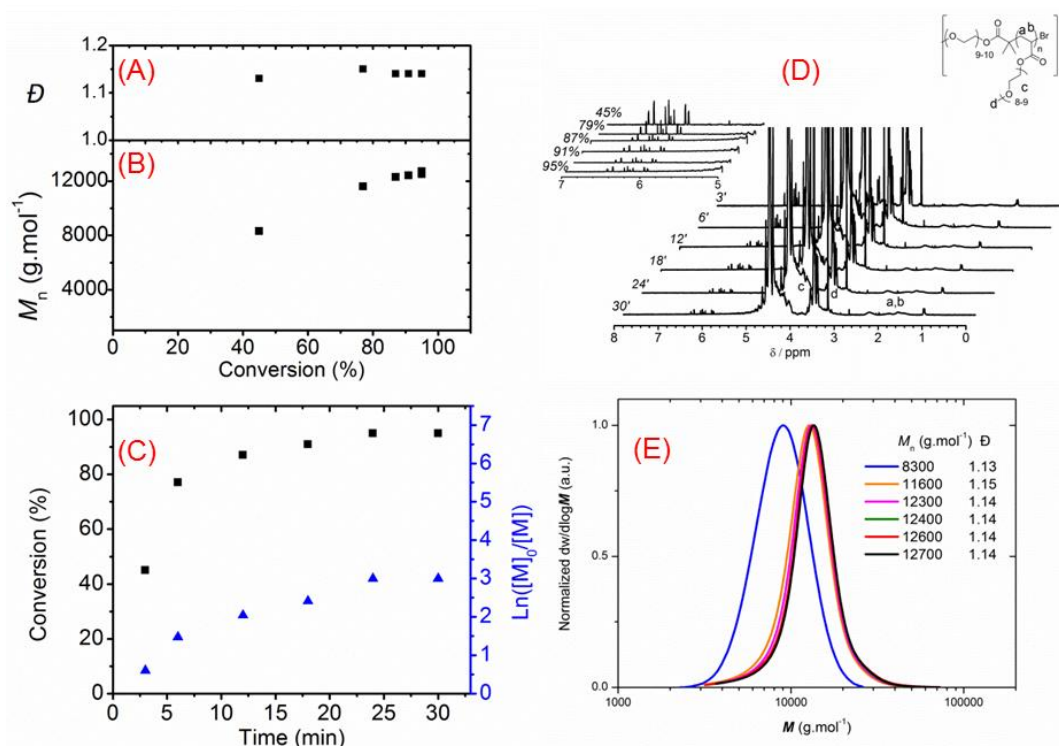 (A)
1.2
1.1
1.0
Đ
(B)
12000
8000
4000
Mn (g.mol-1)
0 20 40 60 80 100
Conversion (%)
(C)
100
80
60
40
20
0
Conversion (%)
7
6
5
4
3
2
1
0
Ln([M]0/[M])
0 5 10 15 20 25 30
Time (min)
(D)
a b
Br
O
O
9-10
n
O
O
O
c
d
O
8-9
45%
79%
87%
91%
95%
7 6 5
3'
6'
12'
18'
24'
30'
c d a,b
8 7 6 5 4 3 2 1 0
δ / ppm
(E)
Mn (g.mol-1) Đ
8300 1.13
11600 1.15
12300 1.14
12400 1.14
12600 1.14
12700 1.14
1.0
0.5
0.0
Normalized dw/dlogM (a.u.)
1000 10000 100000
M (g.mol-1)